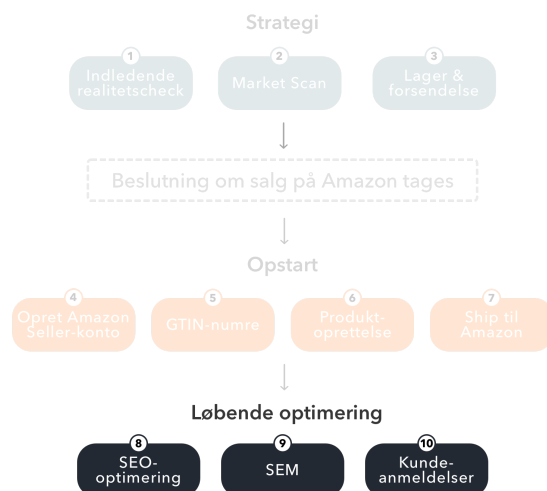 Strategi
1
2
3
Indledende
realitetscheck
Market Scan
Lager &
forsendelse
Beslutning om salg på Amazon tages
Opstart
4
5
6
7
Opret Amazon
Seller-konto
GTIN-numre
Produkt-
oprettelse
Ship til
Amazon
Løbende optimering
8
9
10
SEO-
optimering
SEM
Kunde-
anmeldelser